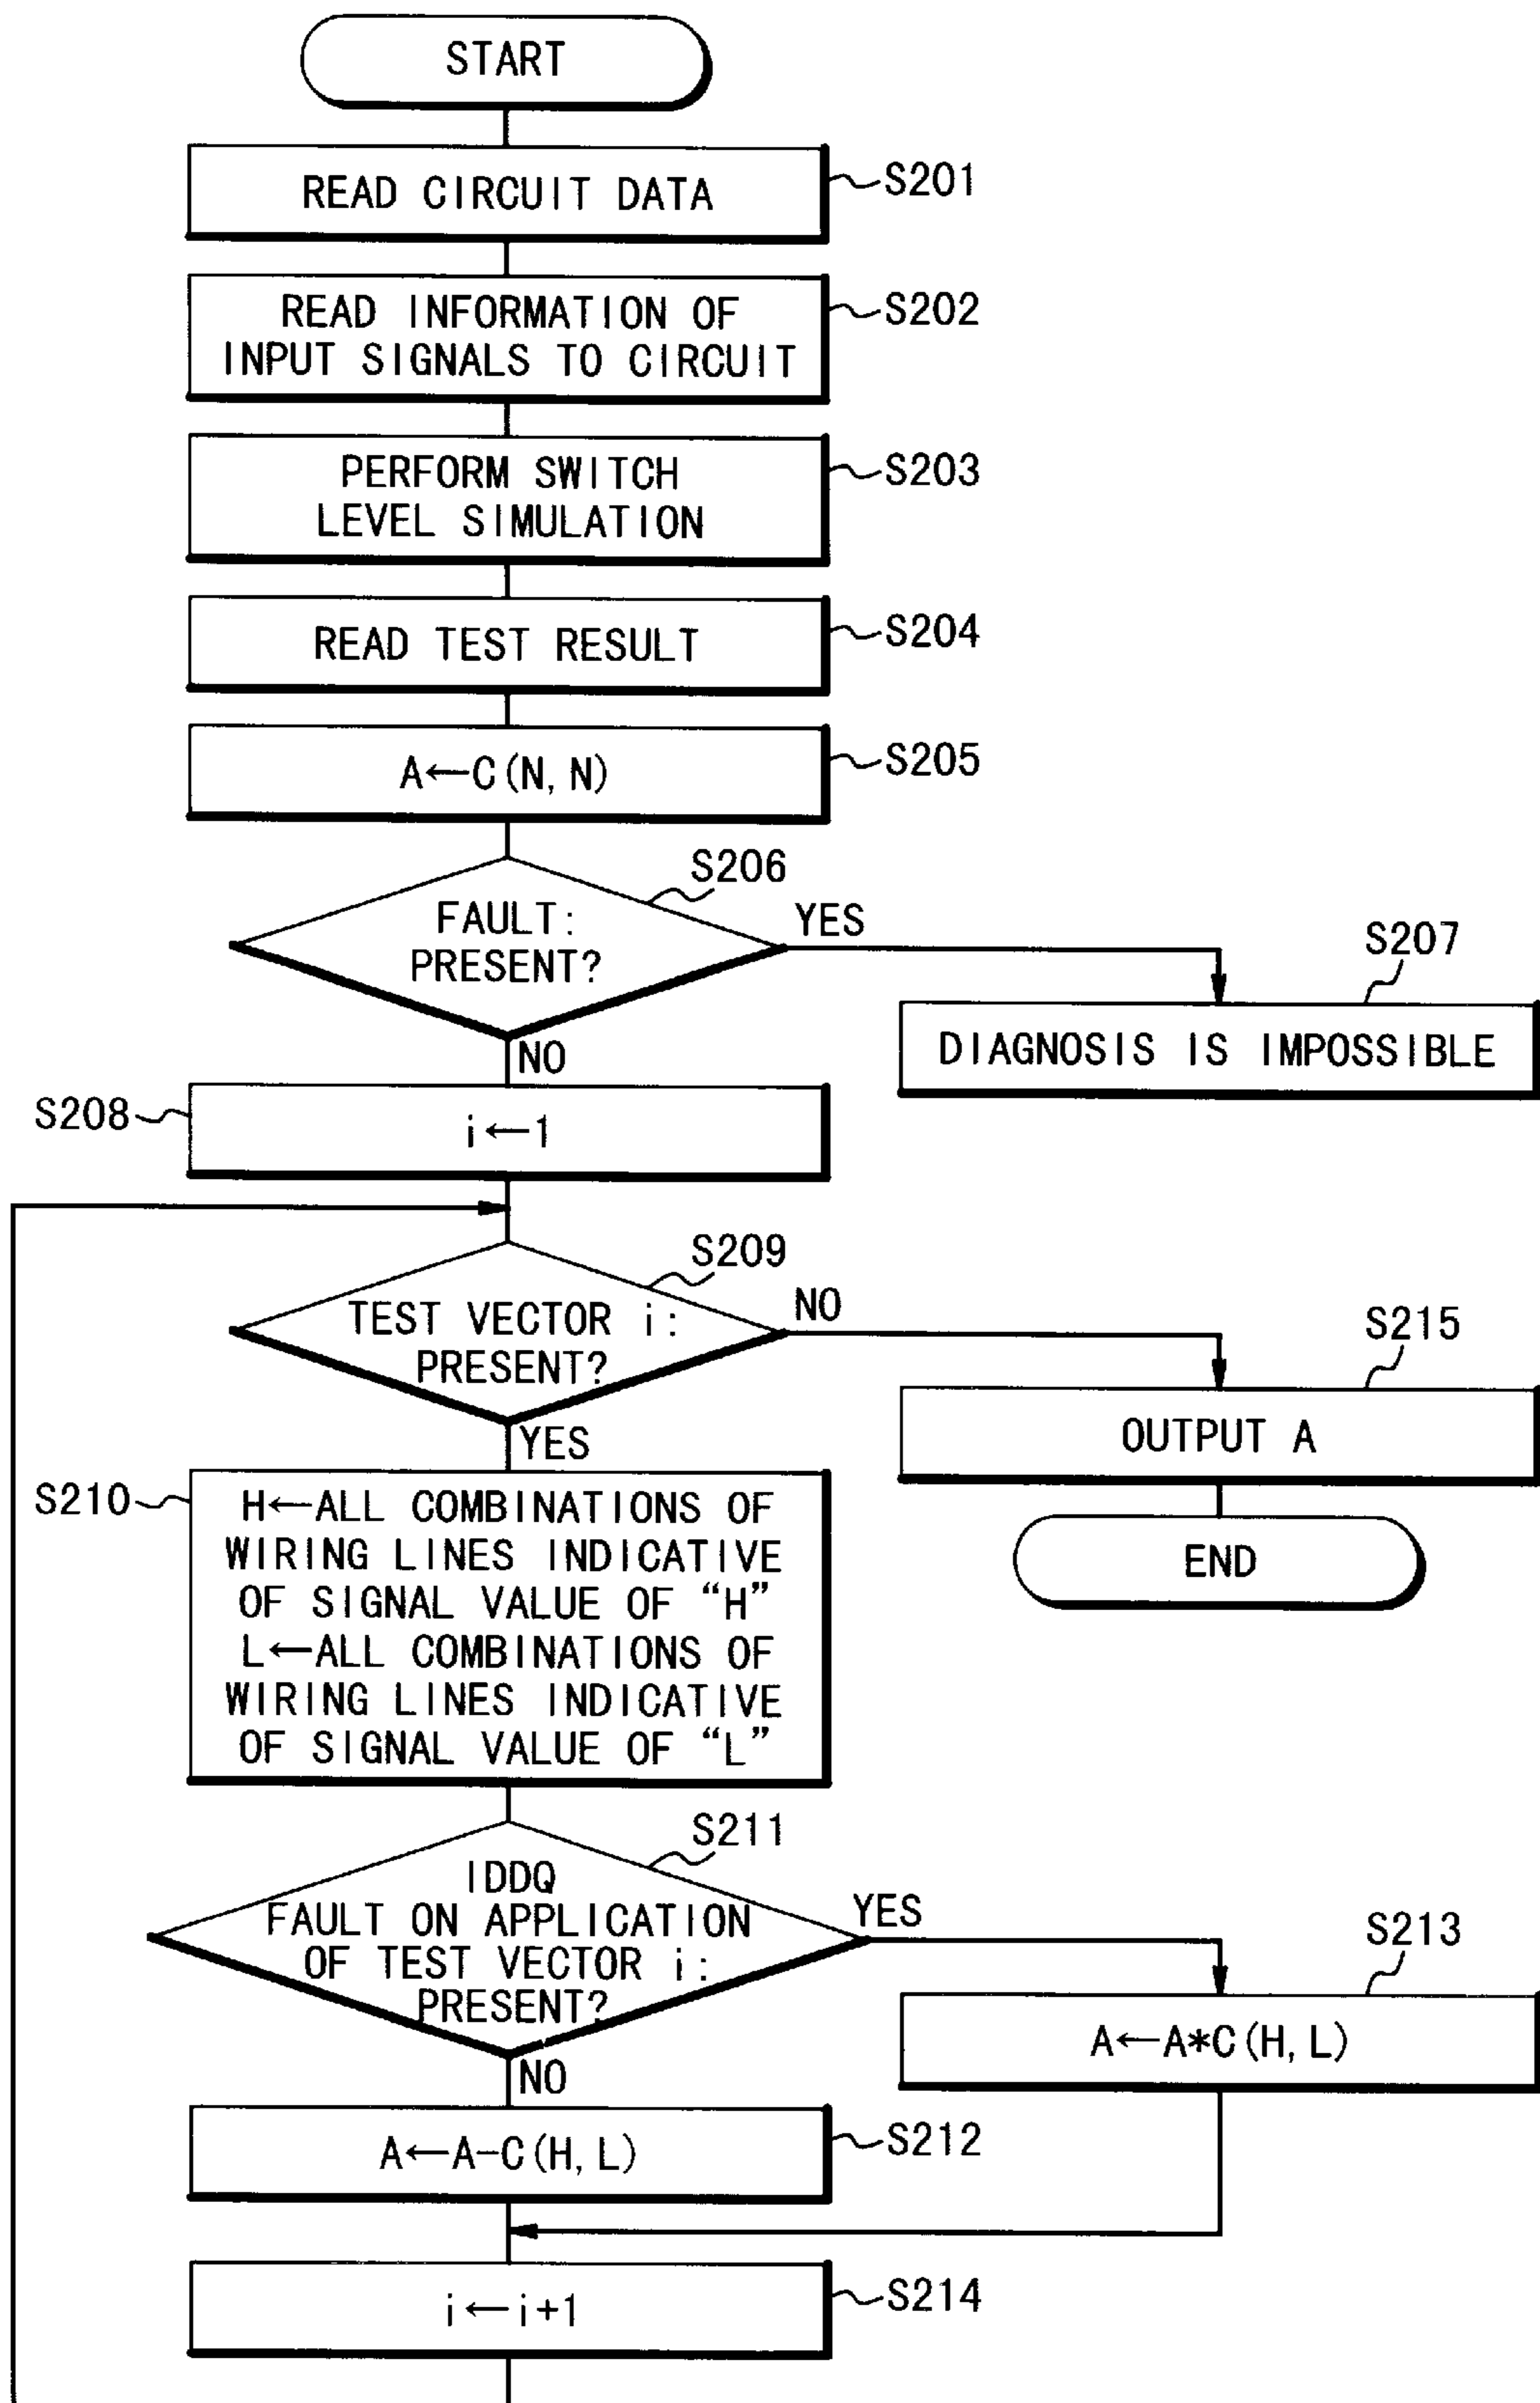 START
READ CIRCUIT DATA
S201
READ INFORMATION OF
INPUT SIGNALS TO CIRCUIT
S202
PERFORM SWITCH
LEVEL SIMULATION
S203
READ TEST RESULT
S204
A←C(N,N)
S205
S206
FAULT:
PRESENT?
YES
NO
S207
DIAGNOSIS IS IMPOSSIBLE
S208
i←1
S209
TEST VECTOR i:
PRESENT?
NO
YES
S215
OUTPUT A
END
S210
H←ALL COMBINATIONS OF
WIRING LINES INDICATIVE
OF SIGNAL VALUE OF “H”
L←ALL COMBINATIONS OF
WIRING LINES INDICATIVE
OF SIGNAL VALUE OF “L”
S211
IDDQ
FAULT ON APPLICATION
OF TEST VECTOR i:
PRESENT?
YES
NO
S213
A←A*C(H,L)
A←A-C(H,L)
S212
i←i+1
S214